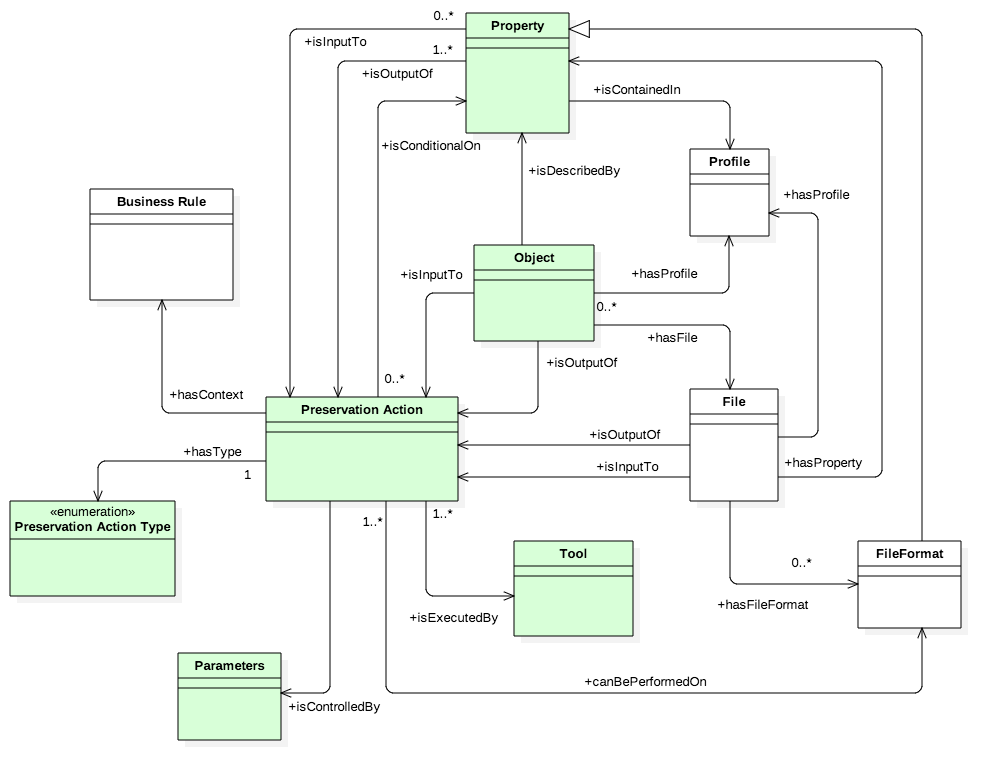 0..*
Property
+isInputTo
1..*
+isOutputOf
+isContainedIn
+isConditionalOn
Profile
+isDescribedBy
+hasProfile
Business Rule
Object
+isInputTo
+hasProfile
0..*
+hasFile
+isOutputOf
0..*
+hasContext
Preservation Action
File
+isOutputOf
+hasType
+isInputTo
+hasProperty
1
«enumeration»
Preservation Action Type
1..*
1..*
Tool
FileFormat
0..*
+hasFileFormat
+isExecutedBy
Parameters
+canBePerformedOn
+isControlledBy